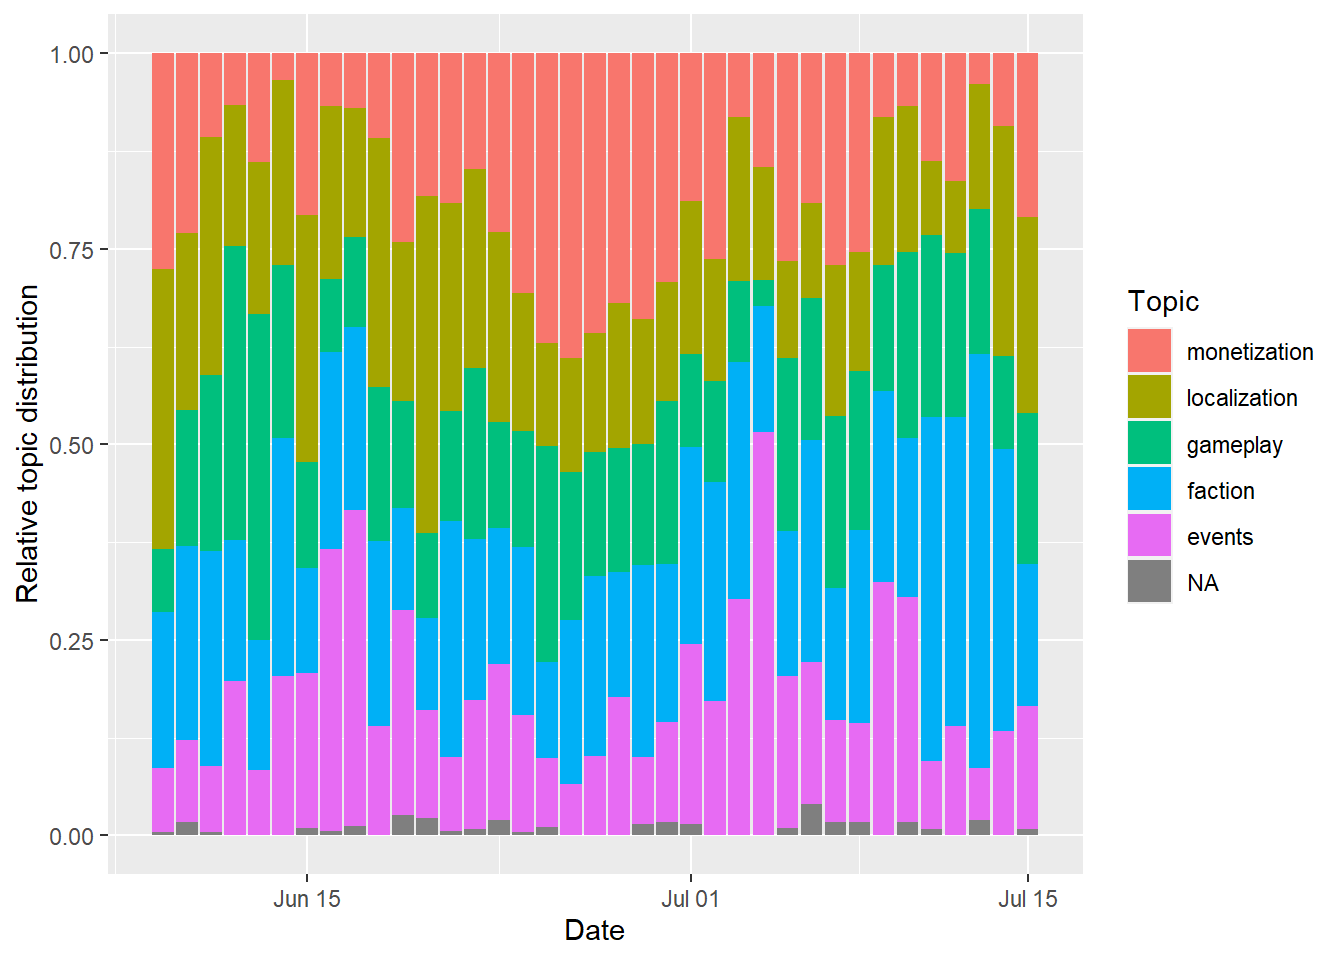 1.00
0.75
0.50
0.25
0.00
Relative topic distribution
Jun 15
Jul 01
Jul 15
Date
Topic
monetization
localization
gameplay
faction
events
NA